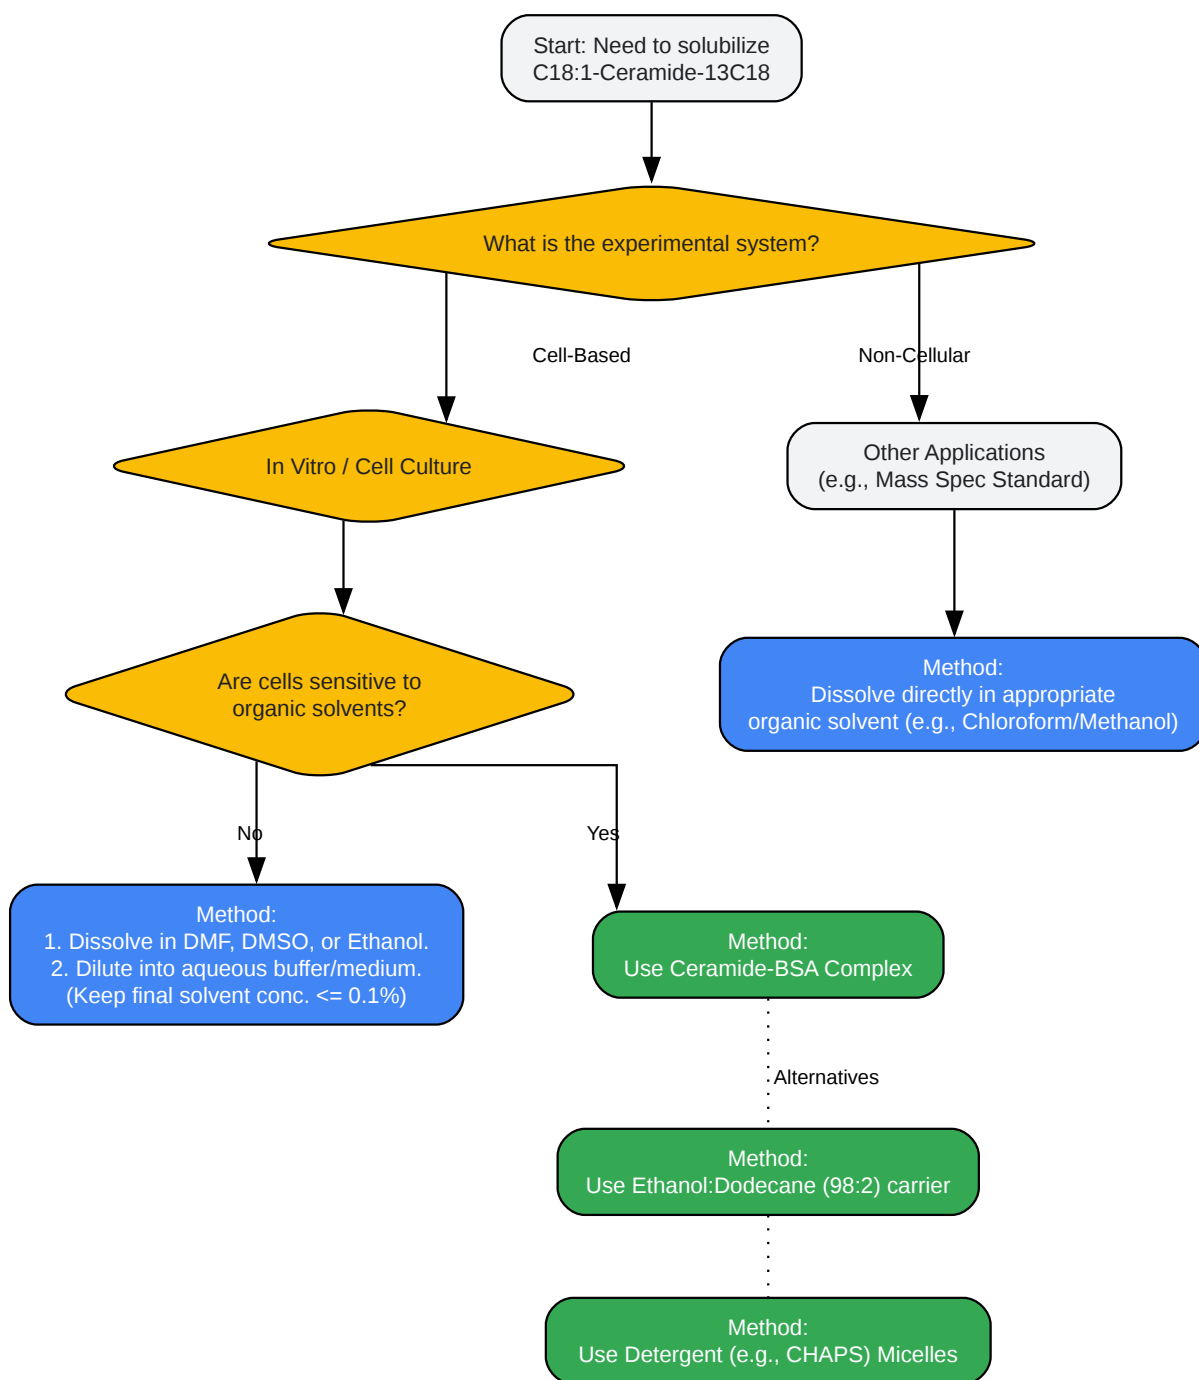 Start: Need to solubilize
C18:1-Ceramide-13C18
What is the experimental system?
Cell-Based
Non-Cellular
In Vitro / Cell Culture
Other Applications
(e.g., Mass Spec Standard)
Are cells sensitive to
organic solvents?
Method:
Dissolve directly in appropriate
organic solvent (e.g., Chloroform/Methanol)
No
Yes
Method:
1. Dissolve in DMF, DMSO, or Ethanol.
2. Dilute into aqueous buffer/medium.
(Keep final solvent conc. <= 0.1%)
Method:
Use Ceramide-BSA Complex
Alternatives
Method:
Use Ethanol:Dodecane (98:2) carrier
Method:
Use Detergent (e.g., CHAPS) Micelles